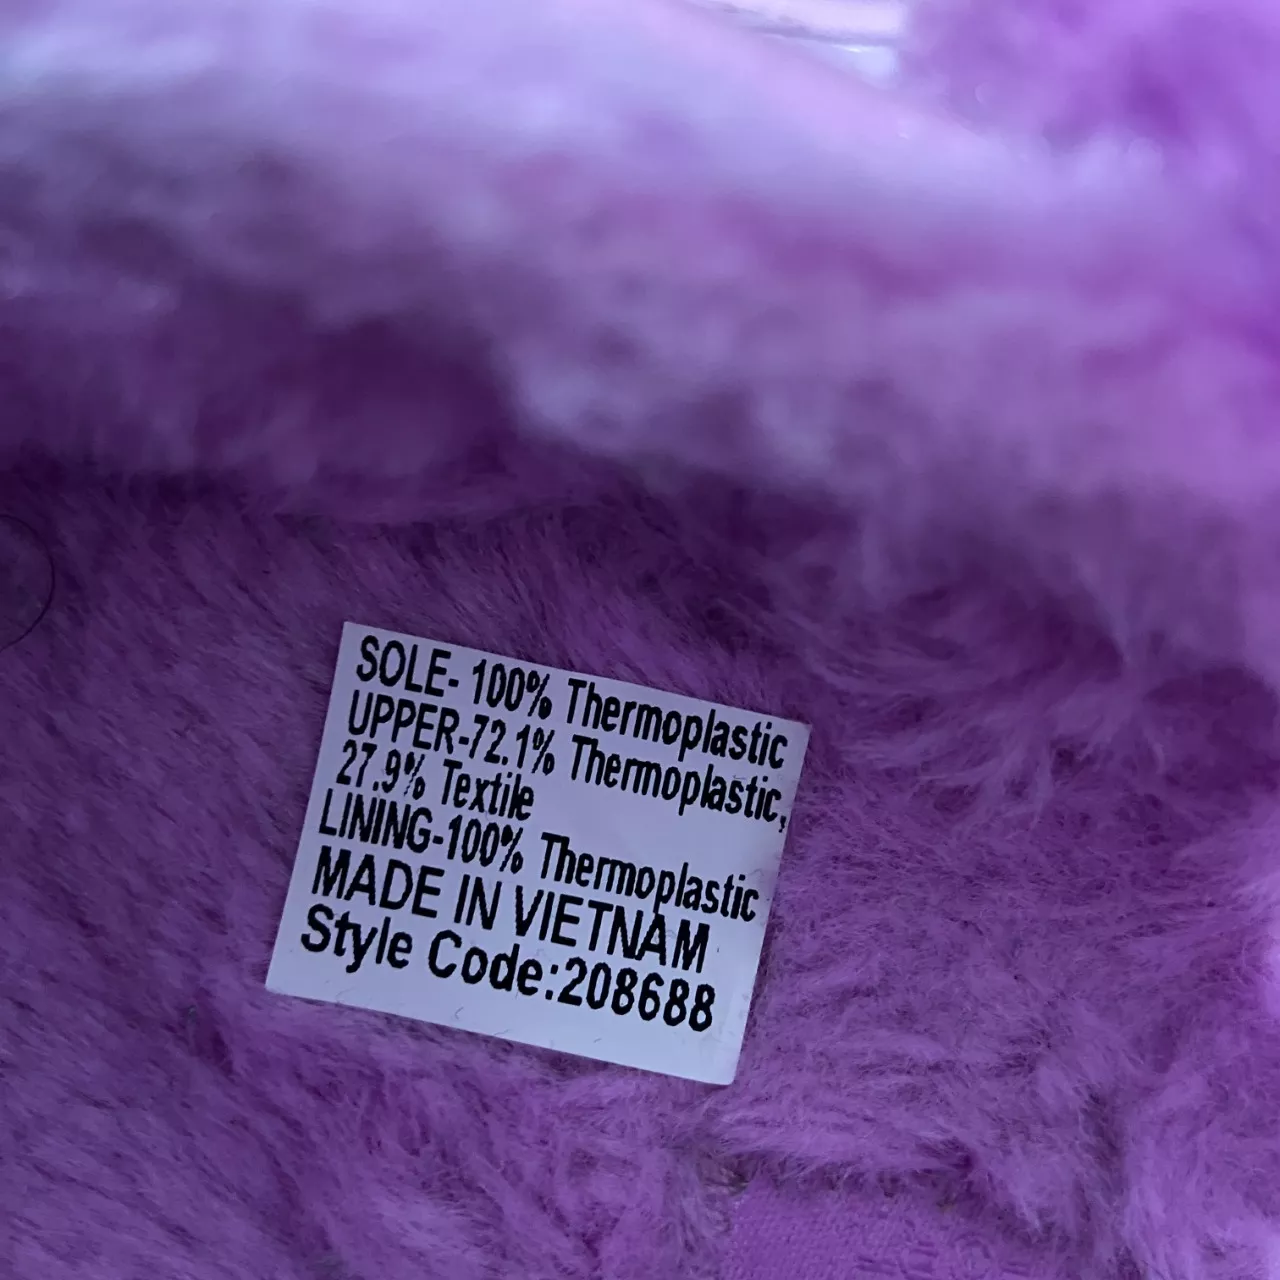 SOLE- 100% Thermoplastic
UPPER-72.1% Thermoplastic,
27.9% Textile
LINING-100% Thermoplastic
MADE IN VIETNAM
Style Code:208688